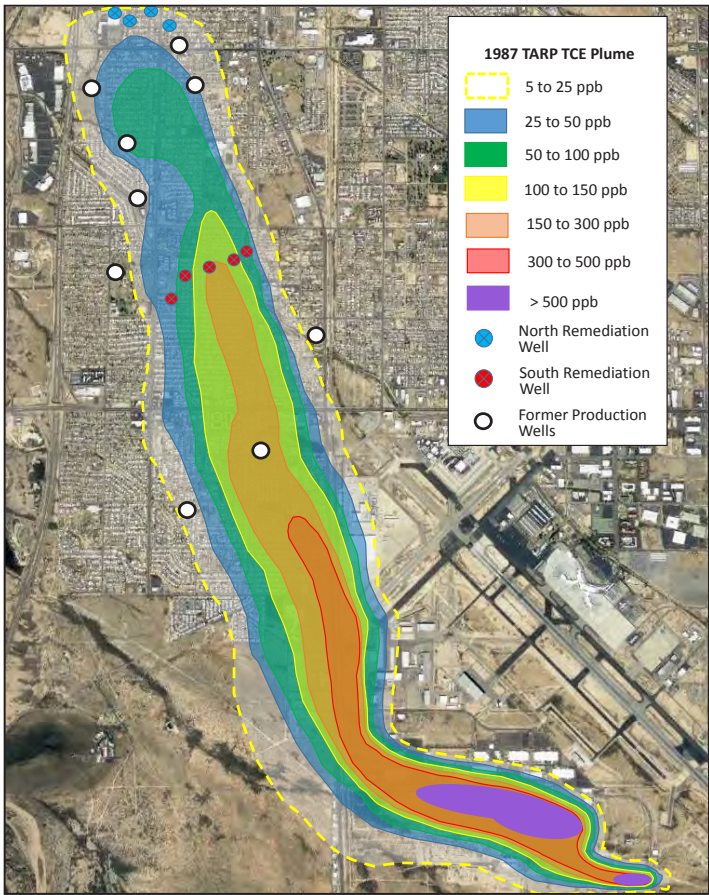 1987 TARP TCE Plume
5 to 25 ppb
25 to 50 ppb
50 to 100 ppb
100 to 150 ppb
150 to 300 ppb
300 to 500 ppb
> 500 ppb
North Remediation
Well
South Remediation
Well
Former Production
Wells